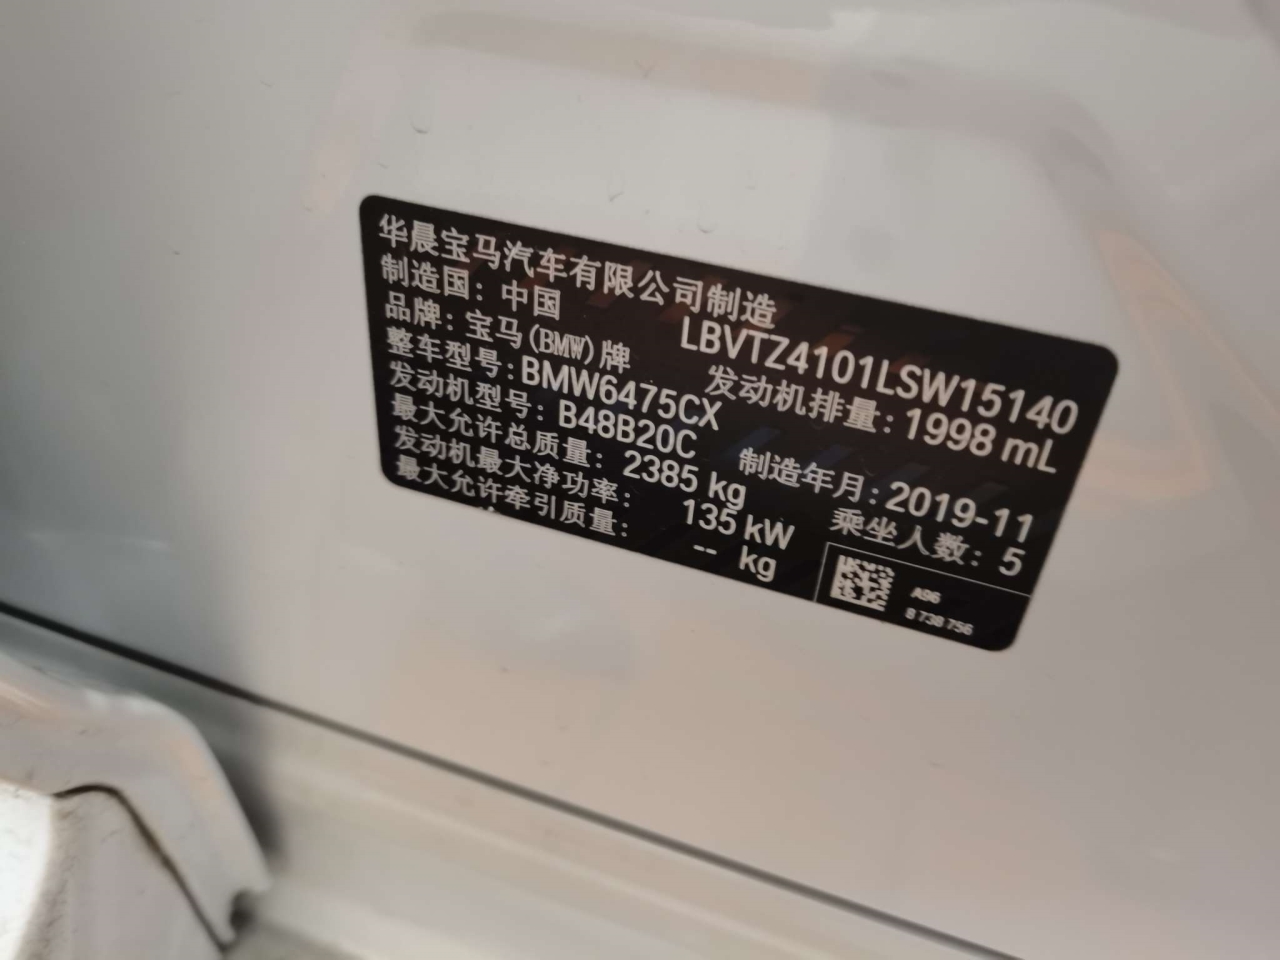 华晨宝马汽车有限公司制造
制造国：中国
LBVTZ4101LSW15140
品牌：宝马(BMW)牌
发动机排量：1998 mL
整车型号：BMW6475CX
发动机型号：B48B20C
制造年月：2019-11
最大允许总质量：2385 kg
乘坐人数：5
发动机最大净功率：135 kW
最大允许牵引质量：-- kg
A96
8 738 756